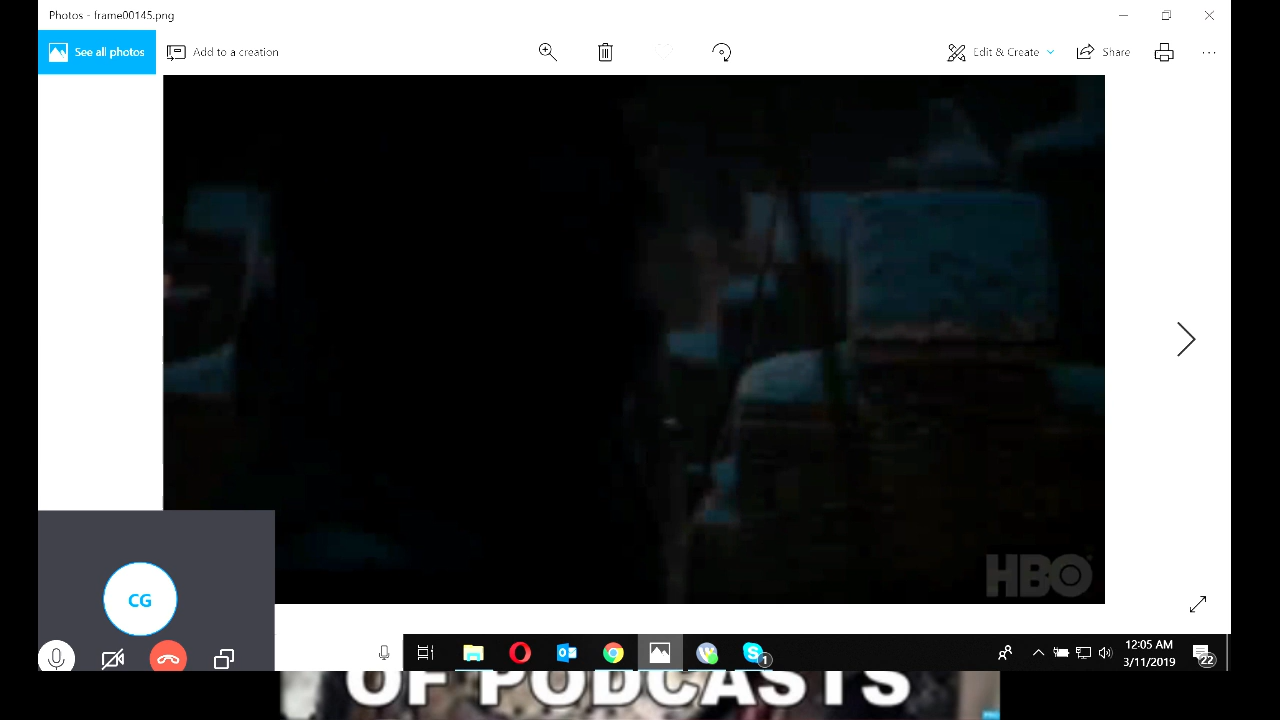 Photos - frame00145.png
See all photos
Add to a creation
Edit & Create
Share
HBO
CG
12:05 AM
3/11/2019
1
22
OF PODCASTS